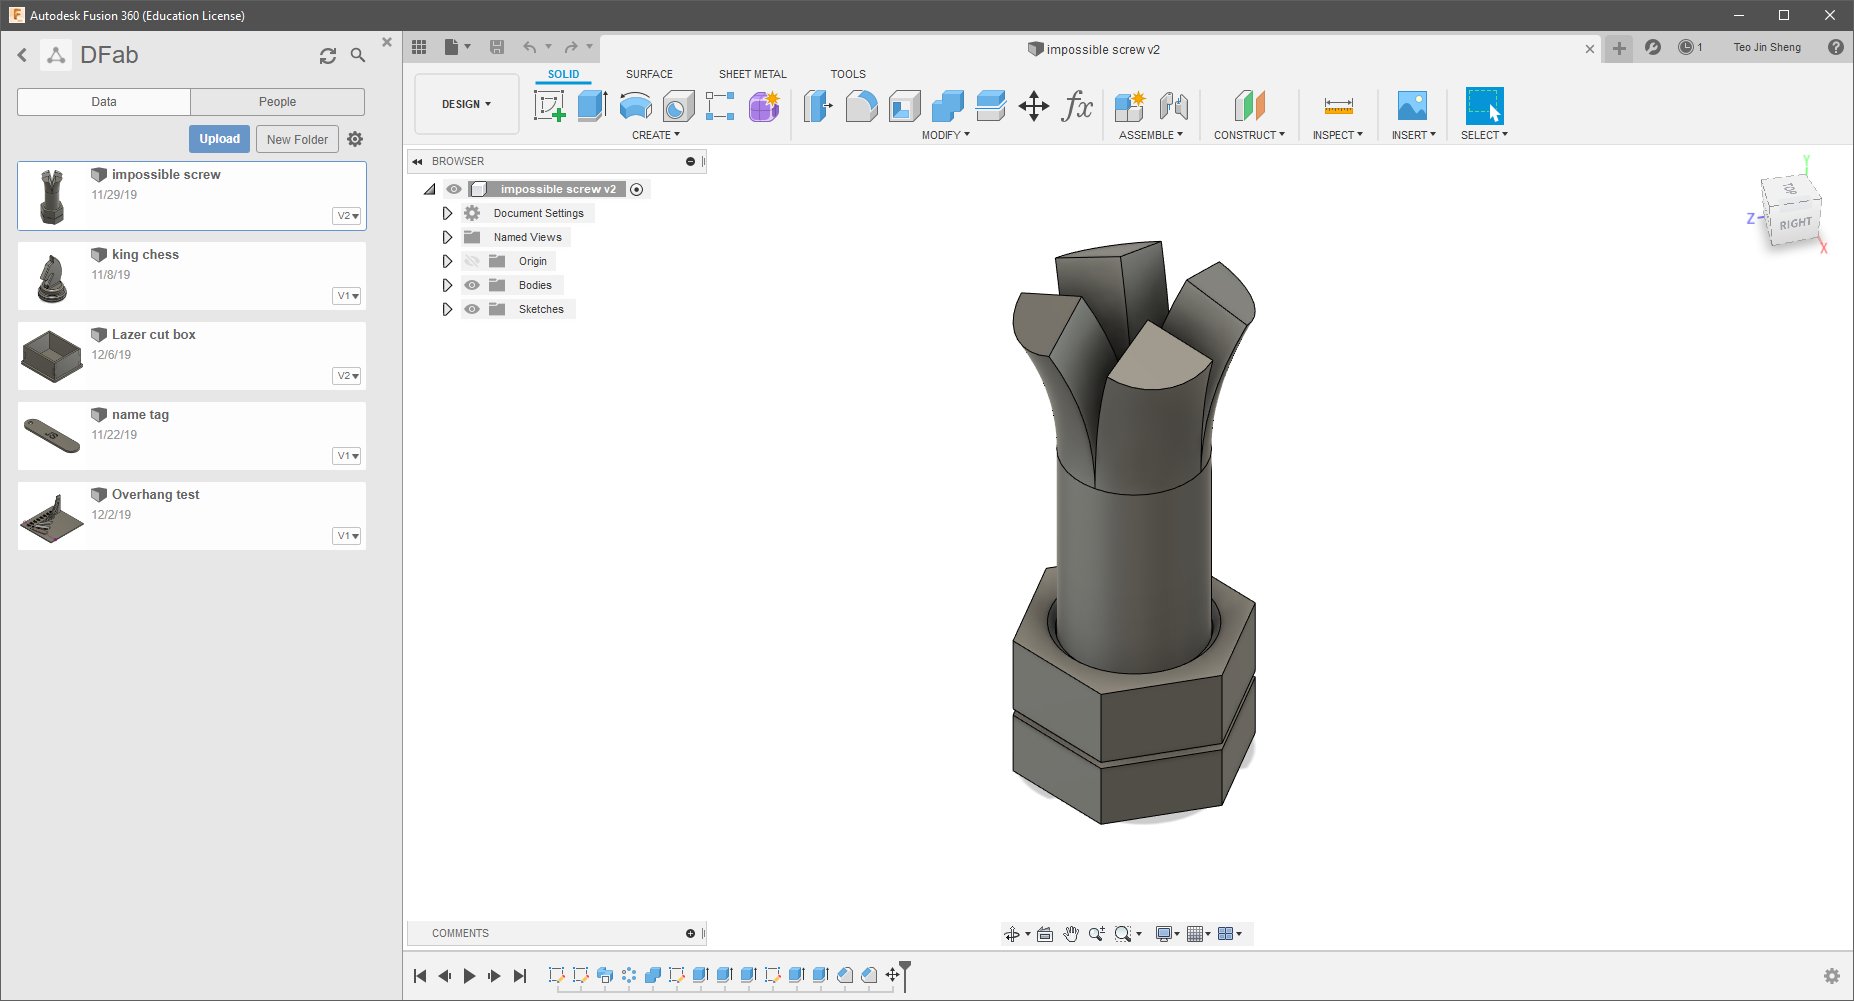 Autodesk Fusion 360 (Education License)
DFab
Data
People
Upload
New Folder
impossible screw
11/29/19
V2
king chess
11/8/19
V1
Lazer cut box
12/6/19
V2
name tag
11/22/19
V1
Overhang test
12/2/19
V1
impossible screw v2
1
Teo Jin Sheng
DESIGN
SOLID
SURFACE
SHEET METAL
TOOLS
CREATE
MODIFY
ASSEMBLE
CONSTRUCT
INSPECT
INSERT
SELECT
BROWSER
impossible screw v2
Document Settings
Named Views
Origin
Bodies
Sketches
Y
TOP
Z
RIGHT
X
COMMENTS